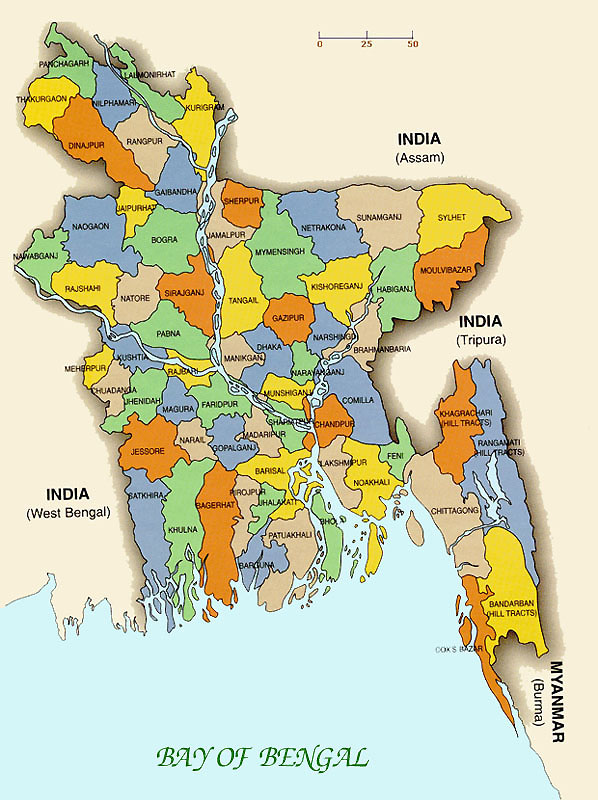 0 25 50
PANCHAGARH
LALMONIRHAT
THAKURGAON
NILPHAMARI
KURIGRAM
DINAJPUR
RANGPUR
INDIA
(Assam)
GAIBANDHA
SHERPUR
JAIPURHAT
NAOGAON
JAMALPUR
NETRAKONA
SUNAMGANJ
SYLHET
BOGRA
MYMENSINGH
NAWABGANJ
MOULVIBAZAR
RAJSHAHI
NATORE
SIRAJGANJ
TANGAIL
KISHOREGANJ
HABIGANJ
GAZIPUR
INDIA
(Tripura)
PABNA
NARSHINGDI
DHAKA
BRAHMANBARIA
KUSHTIA
MANIKGANJ
MEHERPUR
RAJBARI
NARAYANGANJ
CHUADANGA
JHENIDAH
MAGURA
FARIDPUR
MUNSHIGANJ
COMILLA
KHAGRACHARI
(HILL TRACTS)
SHARIATPUR
CHANDPUR
JESSORE
NARAIL
MADARIPUR
GOPALGANJ
RANGAMATI
(HILL TRACTS)
FENI
LAKSHMIPUR
BARISAL
NOAKHALI
INDIA
(West Bengal)
SATKHIRA
PIROJPUR
JHALAKATI
BAGERHAT
KHULNA
BHOLA
CHITTAGONG
PATUAKHALI
BARGUNA
BANDARBAN
(HILL TRACTS)
COX S BAZAR
MYANMAR
(Burma)
BAY OF BENGAL